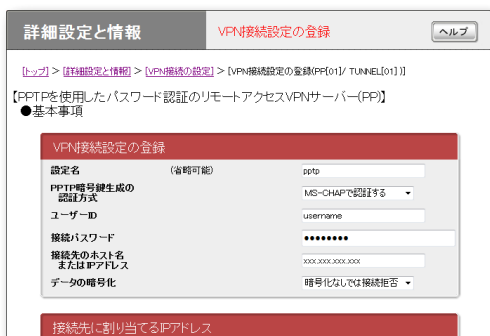 詳細設定と情報
VPN接続設定の登録
ヘルプ
[トップ] > [詳細設定と情報] > [VPN接続の設定] > [VPN接続設定の登録(PP[01]/ TUNNEL[01] )]
【PPTPを使用したパスワード認証のリモートアクセスVPNサーバー(PP)】
●基本事項
VPN接続設定の登録
設定名 (省略可能) pptp
PPTP暗号鍵生成の
認証方式 MS-CHAPで認証する
ユーザーID username
接続パスワード ●●●●●●●●
接続先のホスト名
またはIPアドレス xxx.xxx.xxx.xxx
データの暗号化 暗号化なしでは接続拒否
接続先に割り当てるIPアドレス